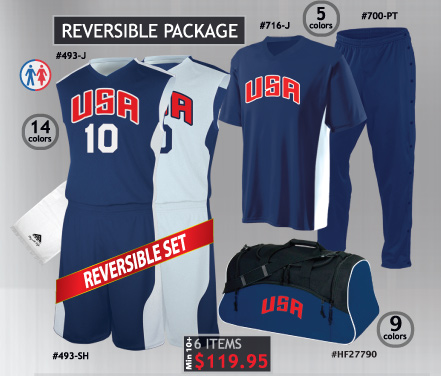 REVERSIBLE PACKAGE
5
colors
#700-PT
#716-J
#493-J
14
colors
USA
10
USA
REVERSIBLE SET
USA
9
colors
Min 10+
6 ITEMS
$119.95
#493-SH
#HF27790